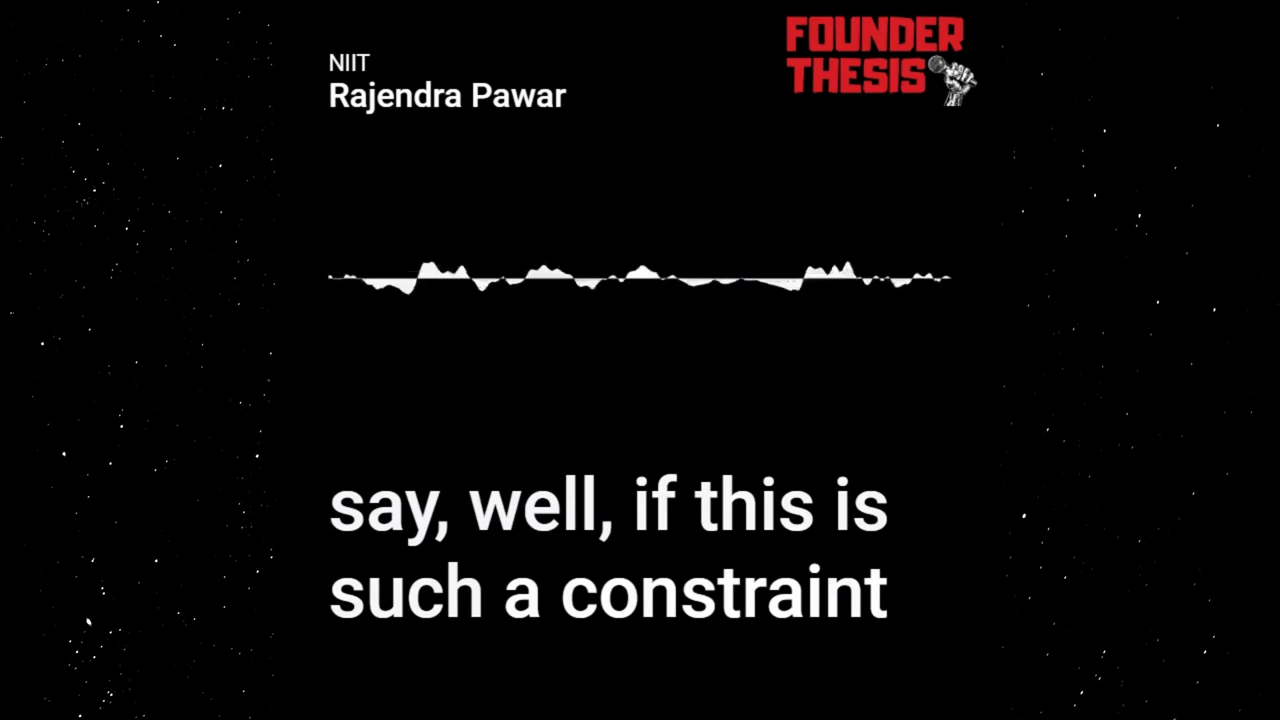 NIIT
Rajendra Pawar
FOUNDER
THESIS
say, well, if this is
such a constraint